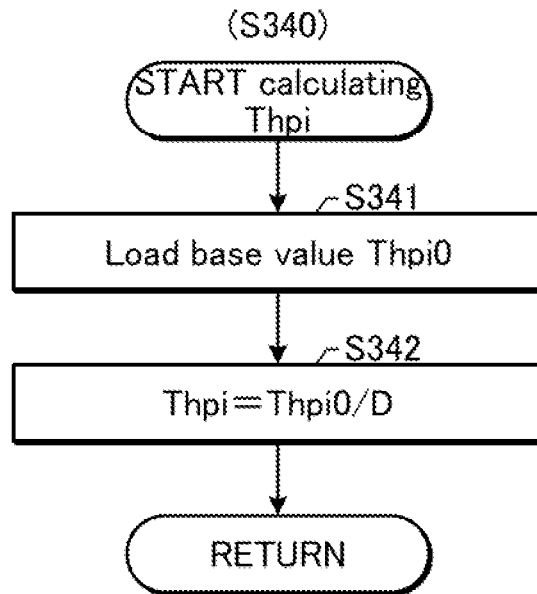 (S340)
START calculating
Thpi
S341
Load base value Thpi0
S342
Thpi=Thpi0/D
RETURN